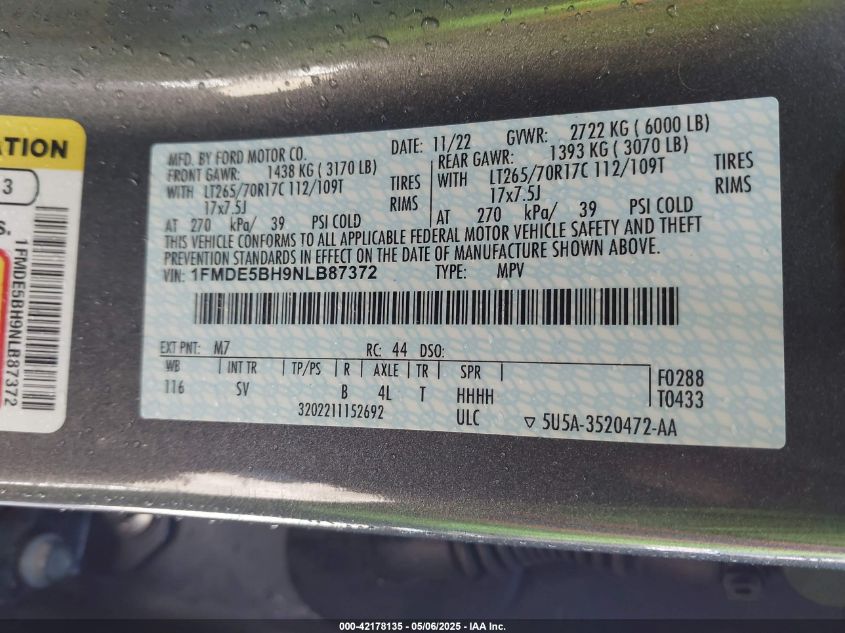 ATION
3
S.
1FMDE5BH9NLB87372
MFD. BY FORD MOTOR CO.
DATE: 11/22 GVWR: 2722 KG ( 6000 LB)
FRONT GAWR: 1438 KG ( 3170 LB)
WITH LT265/70R17C 112/109T TIRES
17x7.5J RIMS
AT 270 kPa/ 39 PSI COLD
REAR GAWR: 1393 KG ( 3070 LB)
WITH LT265/70R17C 112/109T TIRES
17x7.5J RIMS
AT 270 kPa/ 39 PSI COLD
THIS VEHICLE CONFORMS TO ALL APPLICABLE FEDERAL MOTOR VEHICLE SAFETY AND THEFT
PREVENTION STANDARDS IN EFFECT ON THE DATE OF MANUFACTURE SHOWN ABOVE.
VIN: 1FMDE5BH9NLB87372 TYPE: MPV
EXT PNT: M7 RC: 44 DSO:
WB INT TR TP/PS R AXLE TR SPR
116 SV B 4L T HHHH
3202211152692 ULC
F0288
T0433
5U5A-3520472-AA
000-42178135 - 05/06/2025 - IAA Inc.